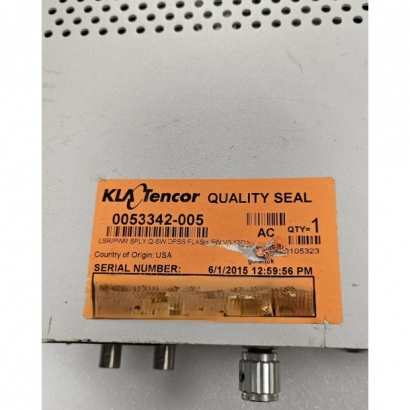 KLA Tencor QUALITY SEAL
0053342-005 AC QTY= 1
LSR/PWR SPLY Q-SW DPSS FLASH
Country of Origin: USA
SERIAL NUMBER: 6/1/2015 12:59:56 PM